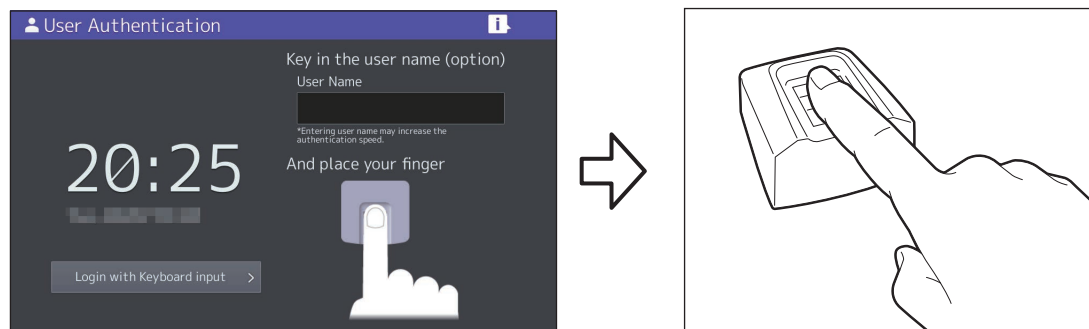 User Authentication
i
Key in the user name (option)
User Name
*Entering user name may increase the
authentication speed.
20:25
And place your finger
Login with Keyboard input >